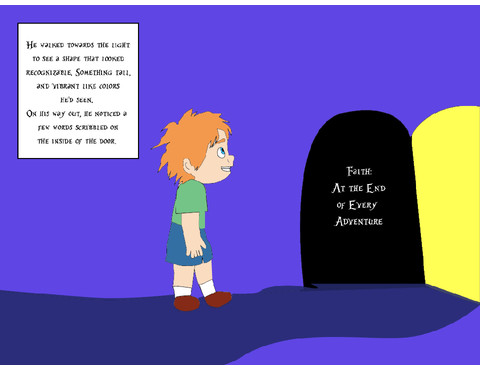 He walked towards the light
to see a shape that looked
recognizable. Something tall,
and vibrant like colors
he'd seen.
On his way out, he noticed a
few words scribbled on
the inside of the door.
Faith:
At the End
of Every
Adventure